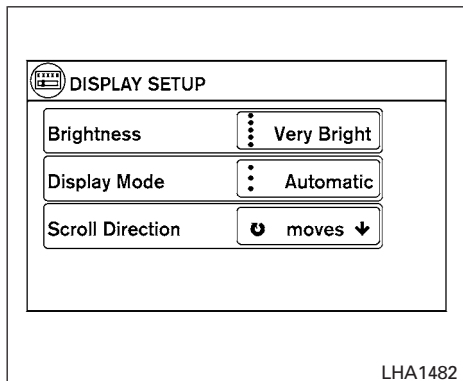 DISPLAY SETUP
Brightness Very Bright
Display Mode Automatic
Scroll Direction moves
LHA1482